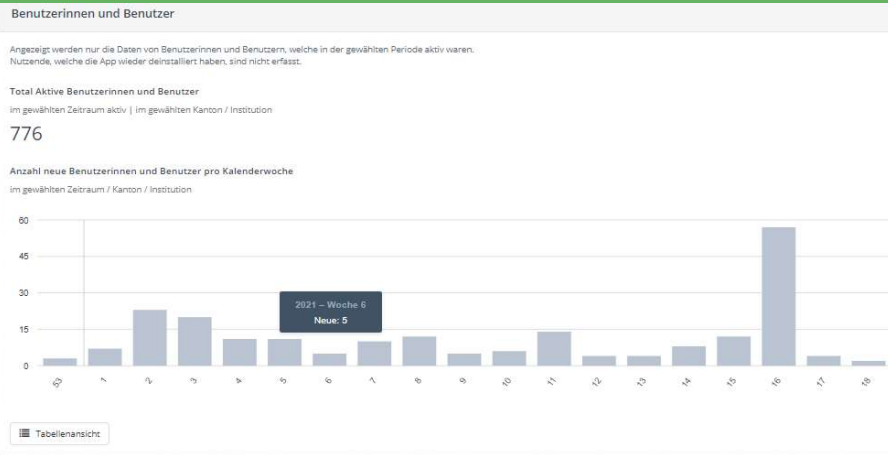 Benutzerinnen und Benutzer
Angezeigt werden nur die Daten von Benutzerinnen und Benutzern, welche in der gewählten Periode aktiv waren.
Nutzende, welche die App wieder deinstalliert haben, sind nicht erfasst.
Total Aktive Benutzerinnen und Benutzer
im gewählten Zeitraum aktiv | im gewählten Kanton / Institution
776
Anzahl neue Benutzerinnen und Benutzer pro Kalenderwoche
im gewählten Zeitraum / Kanton / Institution
60
45
30
2021 – Woche 6
Neue: 5
15
0
53 1 2 3 4 5 6 7 8 9 10 11 12 13 14 15 16 17 18
Tabellenansicht